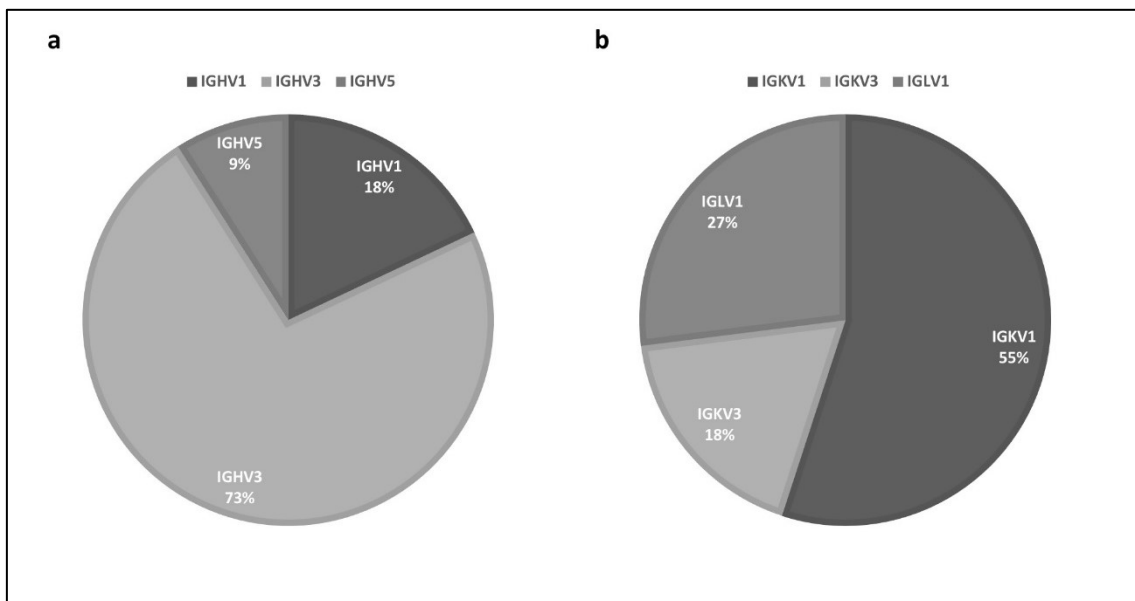 a
IGHV1 IGHV3 IGHV5
IGHV5
9%
IGHV1
18%
IGHV3
73%
b
IGKV1 IGKV3 IGLV1
IGLV1
27%
IGKV1
55%
IGKV3
18%